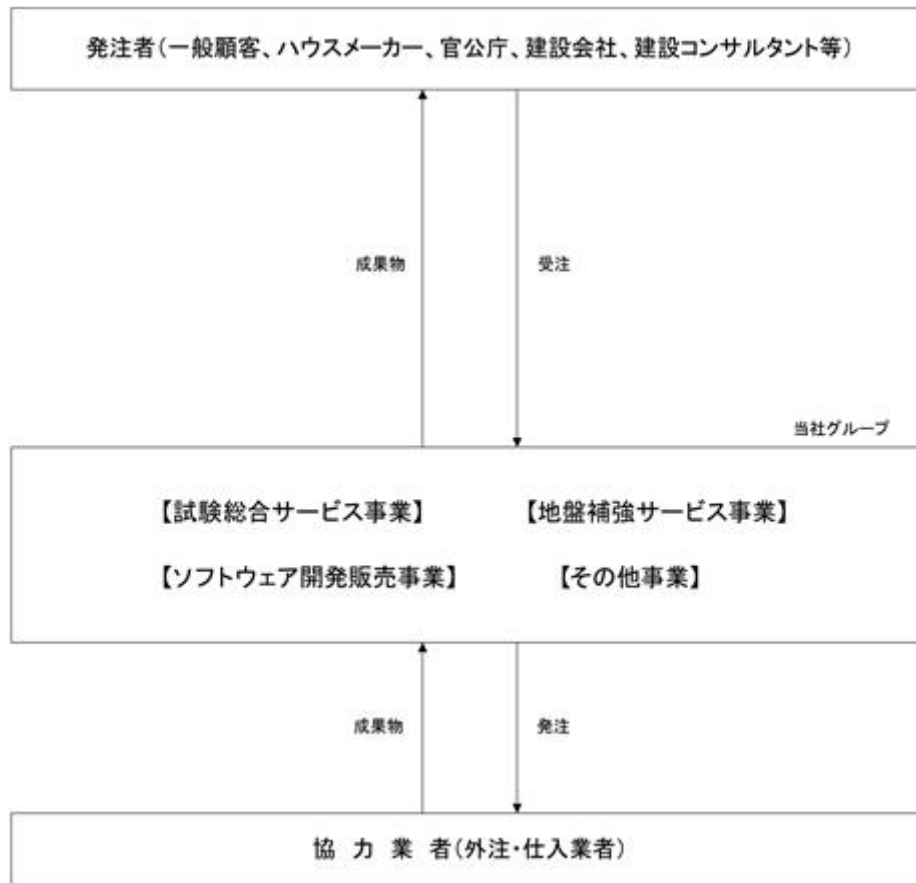 発注者(一般顧客、ハウスメーカー、官公庁、建設会社、建設コンサルタント等)
成果物 受注
当社グループ
【試験総合サービス事業】 【地盤補強サービス事業】
【ソフトウェア開発販売事業】 【その他事業】
成果物 発注
協 力 業 者(外注・仕入業者)